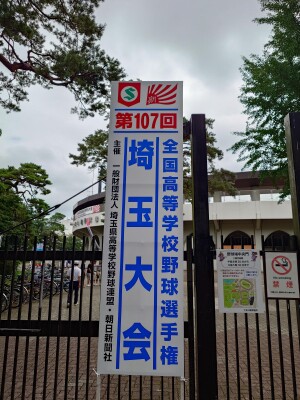 第107回
全国高等学校野球選手権
埼玉大会
主催 一般財団法人 埼玉県高等学校野球連盟・朝日新聞社
禁煙